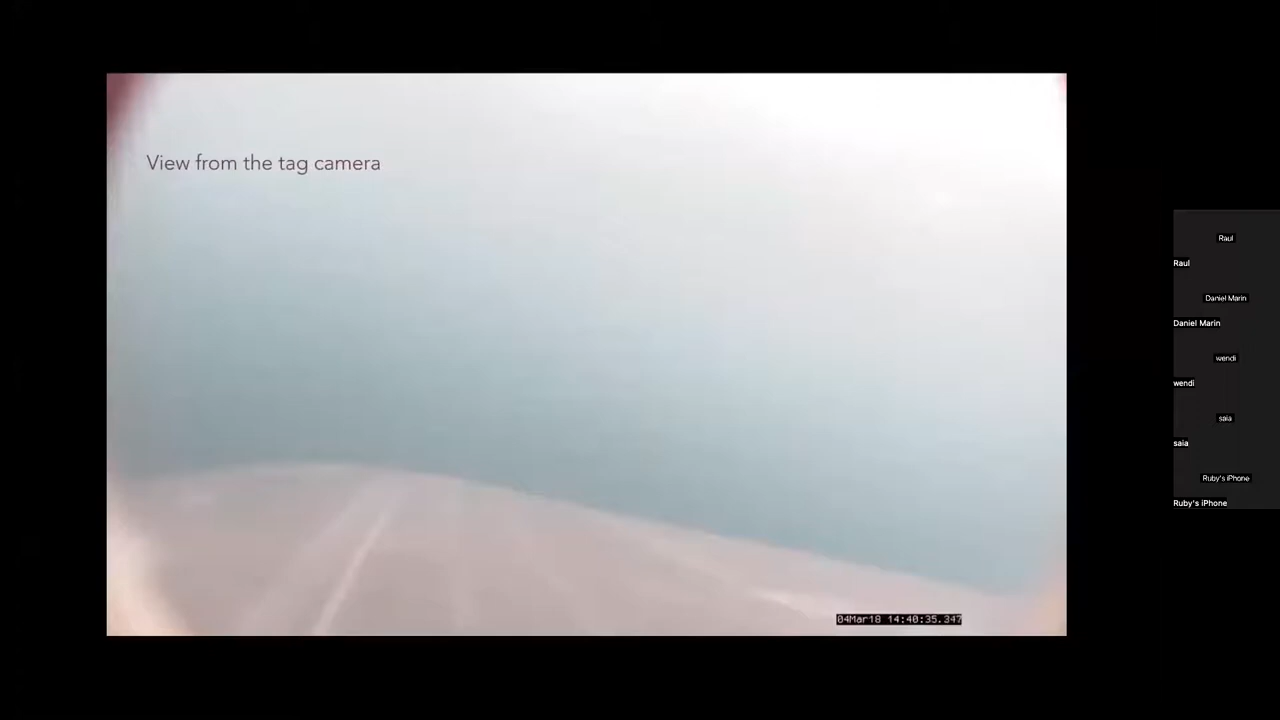 View from the tag camera
04Mar18 14:40:35.347
Raul
Raul
Daniel Marin
Daniel Marin
wendi
wendi
saia
saia
Ruby's iPhone
Ruby's iPhone